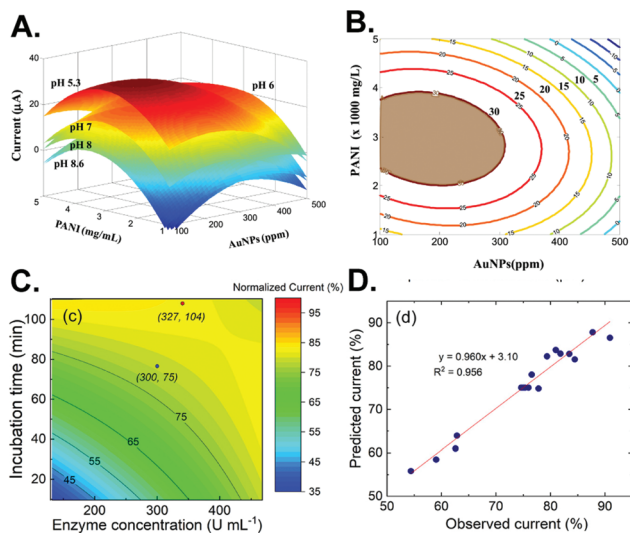 A.
40
20
0
Current (µA)
pH 5.3
pH 6
pH 7
pH 8
pH 8.6
5
4
3
2
1
PANI (mg/mL)
100
200
300
400
500
AuNPs (ppm)
B.
5
4
3
2
1
PANI (x 1000 mg/L)
30
25
20
15
10
5
100
200
300
400
500
AuNPs(ppm)
C.
Normalized Current (%)
(c)
(327, 104)
(300, 75)
75
65
55
45
100
80
60
40
20
Incubation time (min)
200
300
400
Enzyme concentration (U mL-1)
95
85
75
65
55
45
35
D.
(d)
y = 0.960x + 3.10
R2 = 0.956
90
80
70
60
50
Predicted current (%)
50
60
70
80
90
Observed current (%)